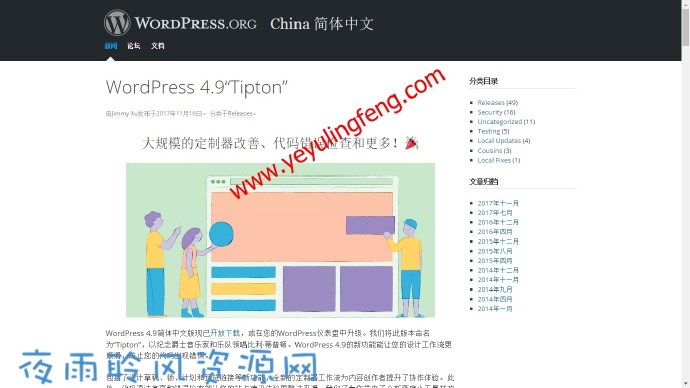 WORDPRESS.ORG China 简体中文
新闻 论坛 文档
WordPress 4.9“Tipton”
由Jimmy Xu发布于2017年11月16日。分类于Releases。
大规模的定制器改善、代码错误检查和更多！
www.yeyulingfeng.com
WordPress 4.9简体中文版现已开放下载，或在您的WordPress仪表盘中升级。我们将此版本命名
为“Tipton”，以纪念爵士音乐家和乐队领唱比利·蒂普顿。WordPress 4.9的新功能能让您的设计工作流更
夜雨聆风资源网
分类目录
Releases (49)
Security (16)
Uncategorized (11)
Testing (5)
Local Updates (4)
Cousins (3)
Local Fixes (1)
文章归档
2017年十一月
2017年七月
2016年十二月
2016年四月
2015年十二月
2015年八月
2015年四月
2014年十二月
2014年十一月
2014年九月
2014年四月
2014年一月